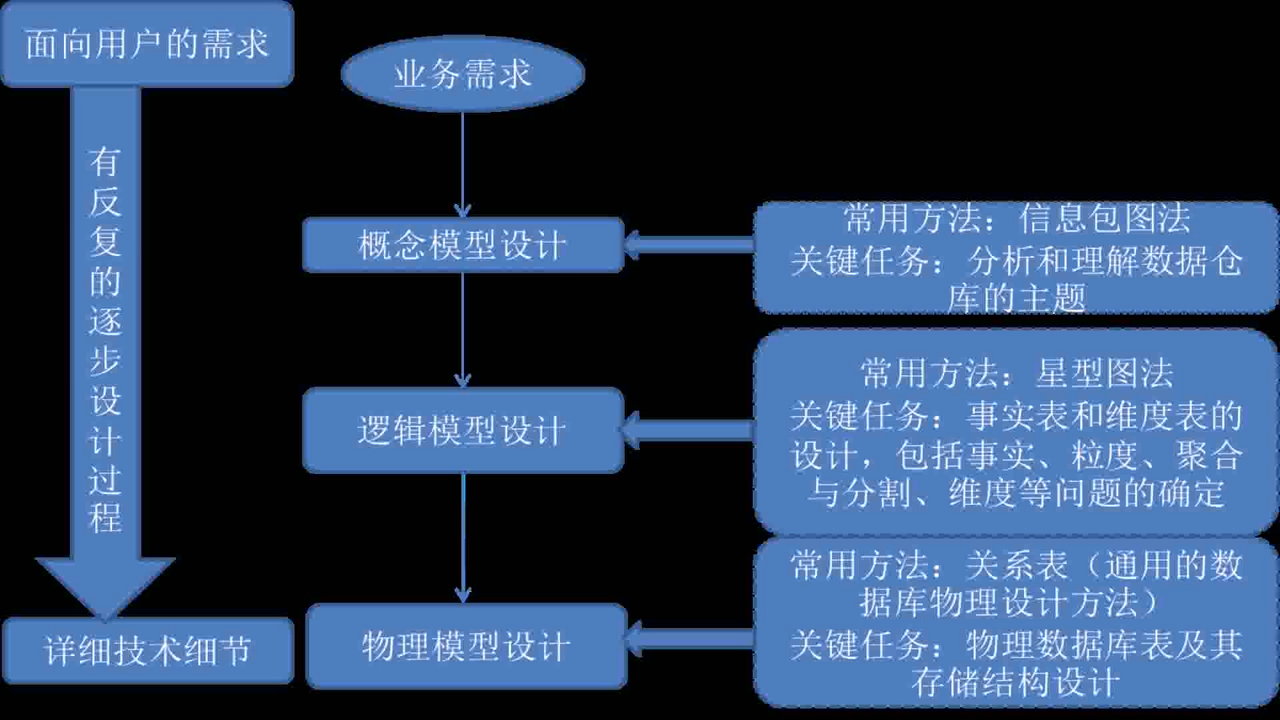 面向用户的需求
有反复的逐步设计过程
详细技术细节
业务需求
概念模型设计
逻辑模型设计
物理模型设计
常用方法：信息包图法
关键任务：分析和理解数据仓
库的主题
常用方法：星型图法
关键任务：事实表和维度表的
设计，包括事实、粒度、聚合
与分割、维度等问题的确定
常用方法：关系表（通用的数
据库物理设计方法）
关键任务：物理数据库表及其
存储结构设计